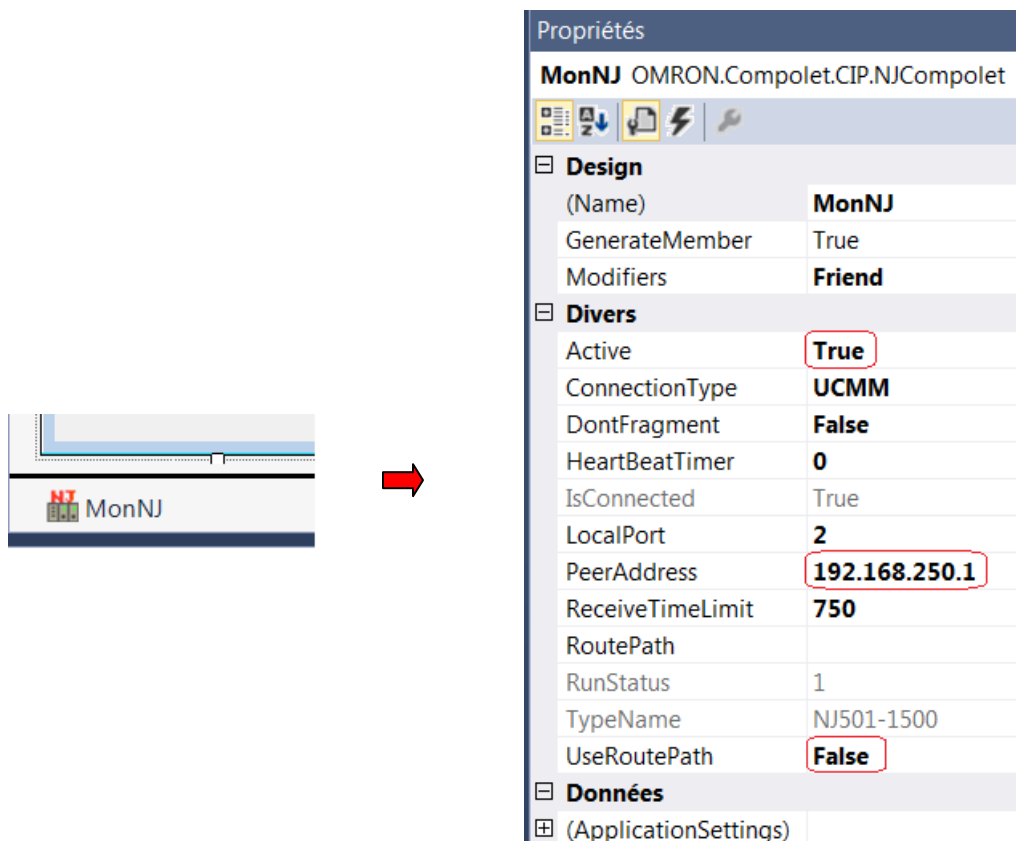 NJ MonNJ
Propriétés
MonNJ OMRON.Compolet.CIP.NJCompolet
A
Z
Design
(Name) MonNJ
GenerateMember True
Modifiers Friend
Divers
Active True
ConnectionType UCMM
DontFragment False
HeartBeatTimer 0
IsConnected True
LocalPort 2
PeerAddress 192.168.250.1
ReceiveTimeLimit 750
RoutePath
RunStatus 1
TypeName NJ501-1500
UseRoutePath False
Données
(ApplicationSettings)